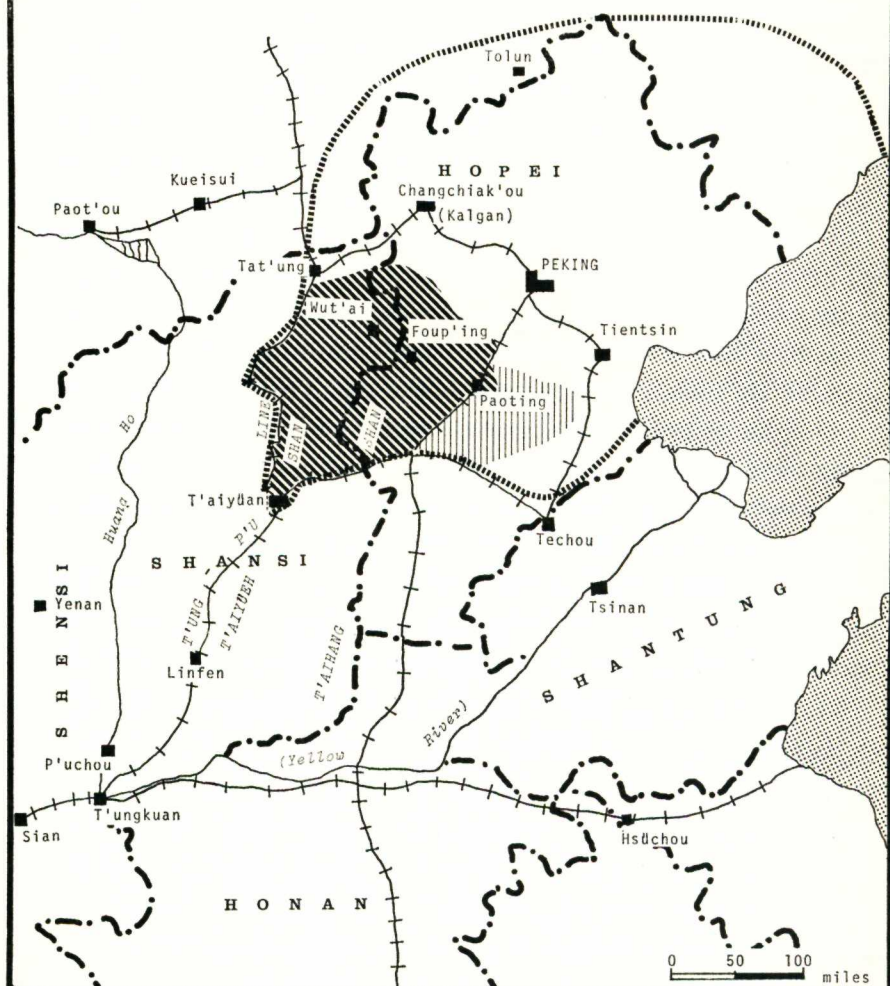 Tolun
HOPEI
Kueisui
Changchiak'ou
(Kalgan)
Paot'ou
PEKING
Tat'ung
Wut'ai
Foup'ing
Tientsin
Paoting
LINE
SHAN
SHAN
Huang Ho
T'aiyüan
T'UNG - P'U
SHANSI
Techou
SHENSI
Yenan
T'AIYUEH
T'AIHANG
Tsinan
SHANTUNG
Linfen
P'uchou
(Yellow River)
T'ungkuan
Sian
Hsüchou
HONAN
0 50 100
miles